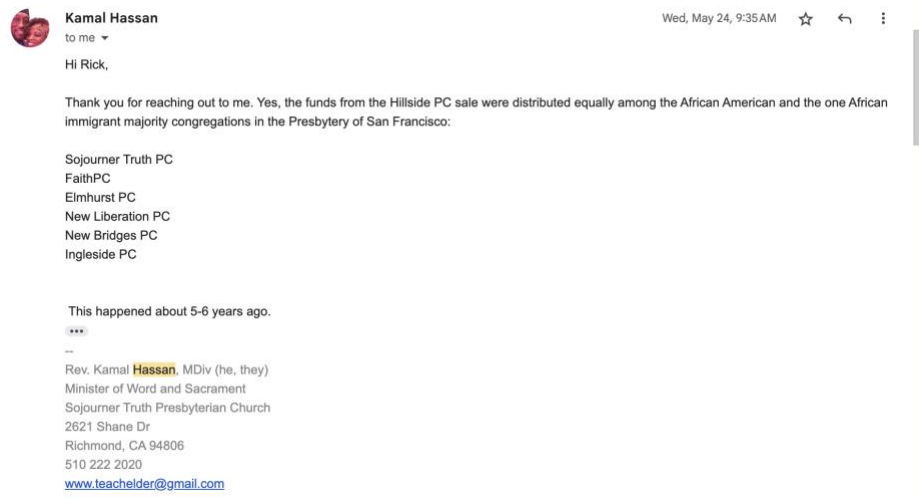 Kamal Hassan
Wed, May 24, 9:35 AM
to me
Hi Rick,
Thank you for reaching out to me. Yes, the funds from the Hillside PC sale were distributed equally among the African American and the one African
immigrant majority congregations in the Presbytery of San Francisco:
Sojourner Truth PC
FaithPC
Elmhurst PC
New Liberation PC
New Bridges PC
Ingleside PC
This happened about 5-6 years ago.
--
Rev. Kamal Hassan, MDiv (he, they)
Minister of Word and Sacrament
Sojourner Truth Presbyterian Church
2621 Shane Dr
Richmond, CA 94806
510 222 2020
www.teachelder@gmail.com